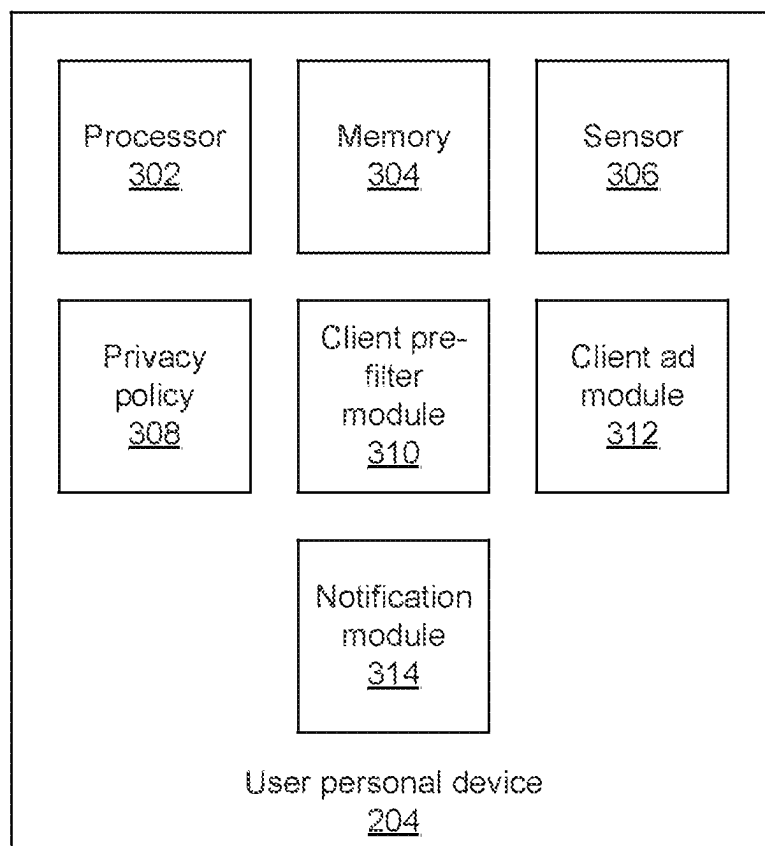 Processor
302
Memory
304
Sensor
306
Privacy
policy
308
Client pre-
filter
module
310
Client ad
module
312
Notification
module
314
User personal device
204